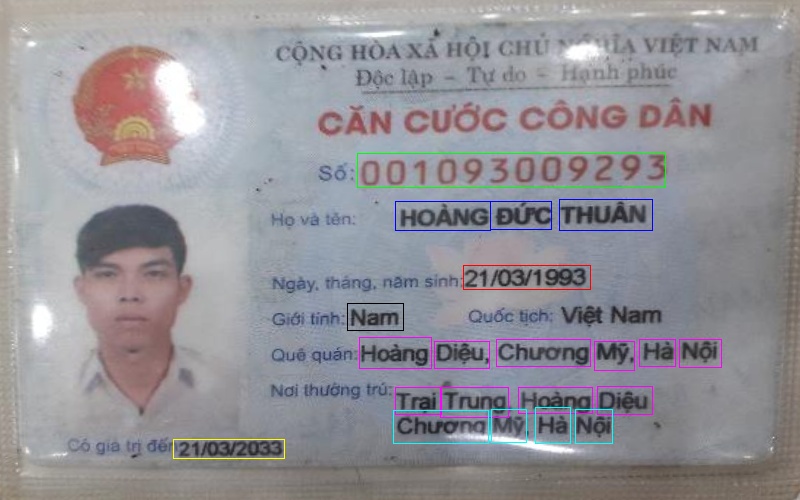 CỘNG HÒA XÃ HỘI CHỦ NGHĨA VIỆT NAM
Độc lập - Tự do - Hạnh phúc
CĂN CƯỚC CÔNG DÂN
Số: 001093009293
Họ và tên: HOÀNG ĐỨC THUÂN
Ngày, tháng, năm sinh: 21/03/1993
Giới tính: Nam Quốc tịch: Việt Nam
Quê quán: Hoàng Diệu, Chương Mỹ, Hà Nội
Nơi thường trú: Trại Trung, Hoàng Diệu
Chương Mỹ, Hà Nội
Có giá trị đến 21/03/2033